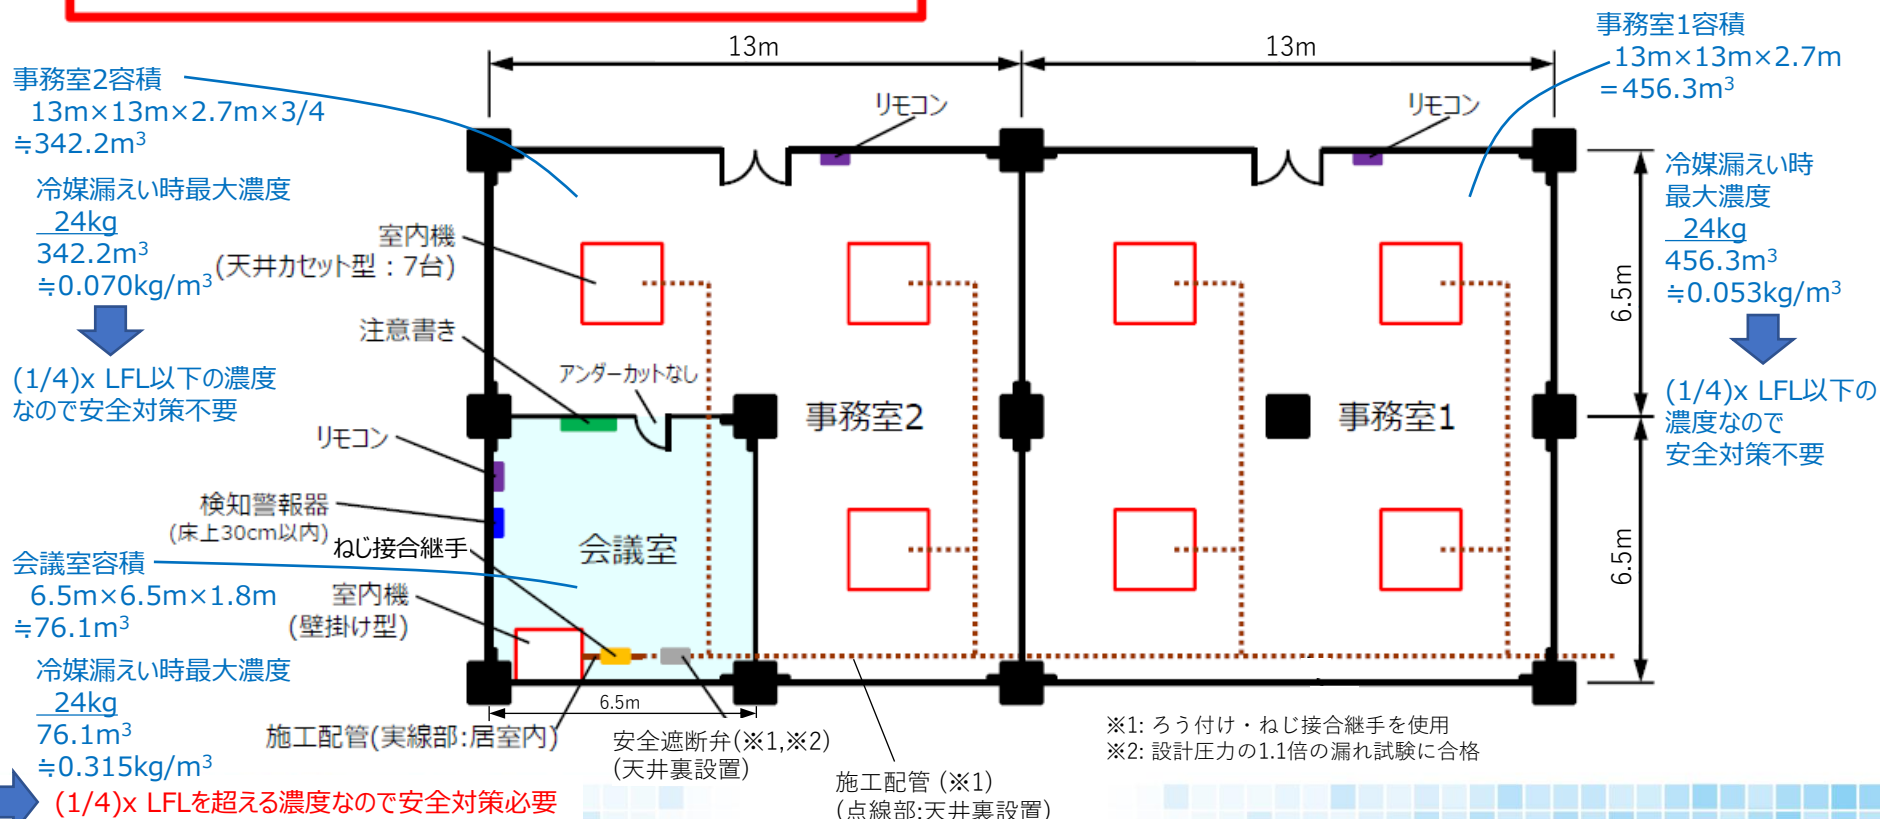 13m
13m
事務室1容積
13m×13m×2.7m
＝456.3m³
事務室2容積
13m×13m×2.7m×3/4
≒342.2m³
冷媒漏えい時最大濃度
24kg
342.2m³
≒0.070kg/m³
(1/4)x LFL以下の濃度
なので安全対策不要
リモコン
リモコン
冷媒漏えい時
最大濃度
24kg
456.3m³
≒0.053kg/m³
(1/4)x LFL以下の
濃度なので
安全対策不要
6.5m
6.5m
室内機
(天井カセット型：7台)
注意書き
アンダーカットなし
事務室2
事務室1
リモコン
検知警報器
(床上30cm以内)
ねじ接合継手
会議室
会議室容積
6.5m×6.5m×1.8m
≒76.1m³
室内機
(壁掛け型)
冷媒漏えい時最大濃度
24kg
76.1m³
≒0.315kg/m³
(1/4)x LFLを超える濃度なので安全対策必要
6.5m
施工配管(実線部:居室内)
安全遮断弁(※1,※2)
(天井裏設置)
施工配管 (※1)
(点線部:天井裏設置)
※1: ろう付け・ねじ接合継手を使用
※2: 設計圧力の1.1倍の漏れ試験に合格